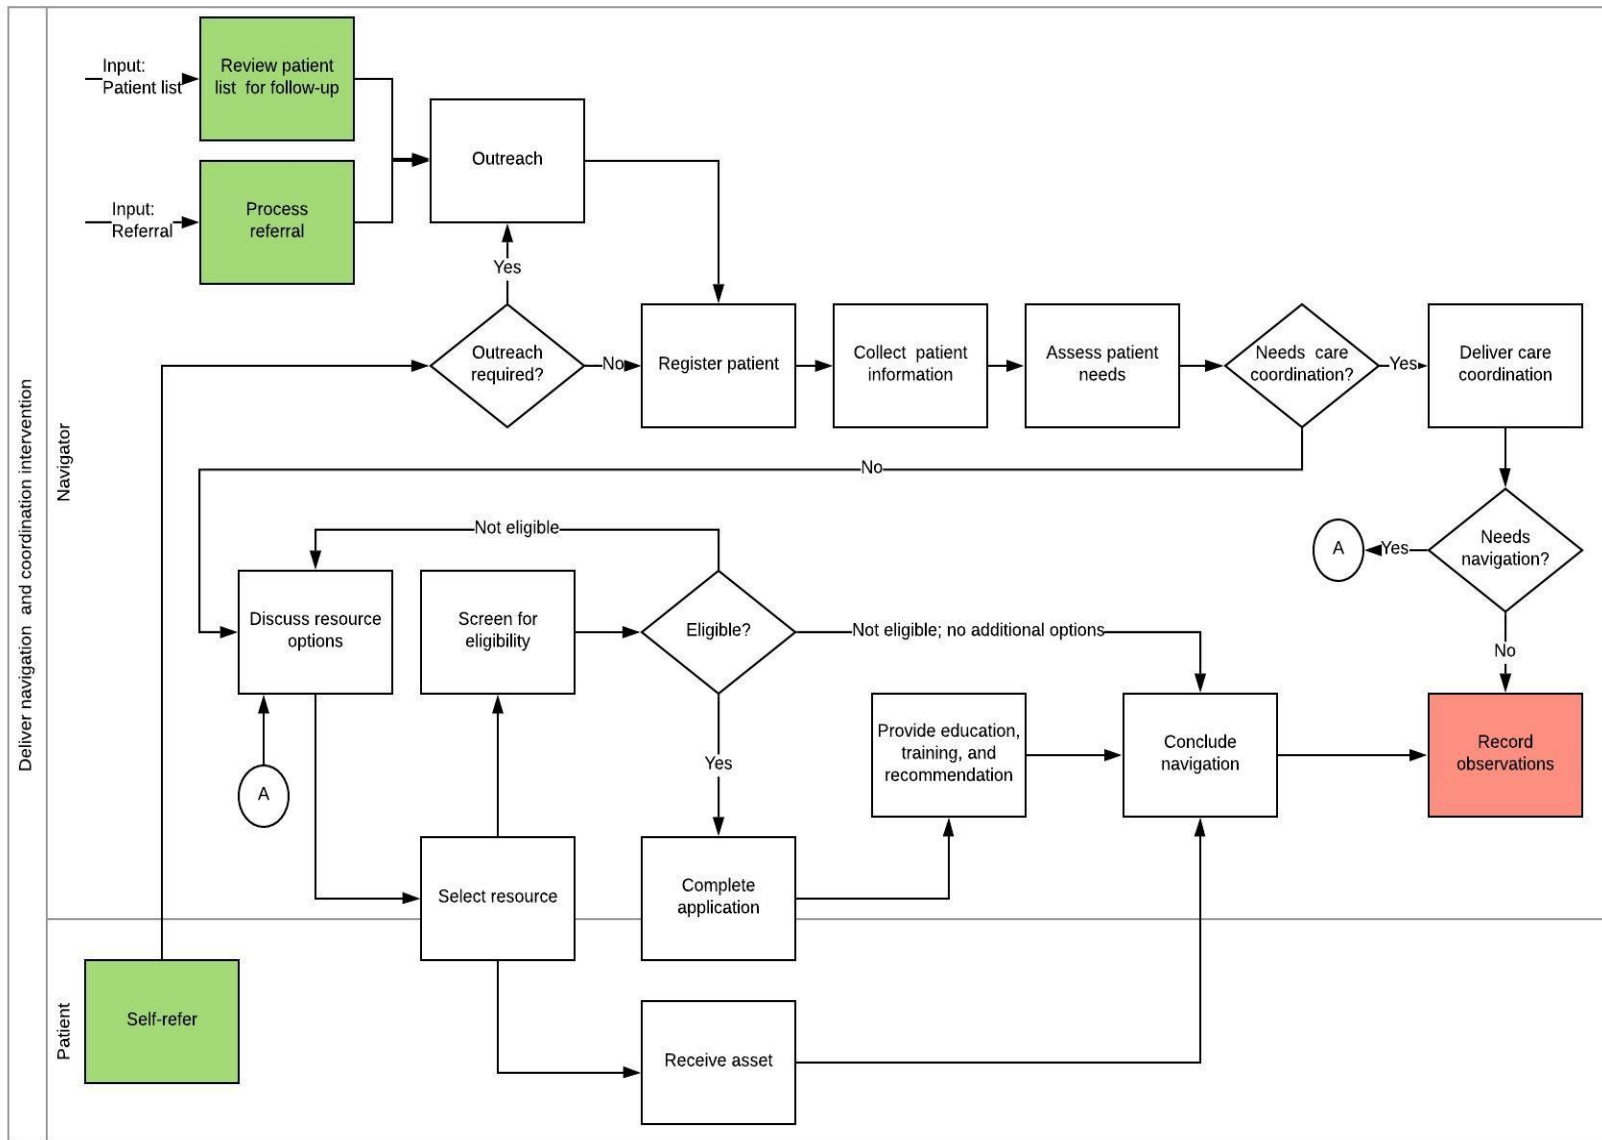 Deliver navigation and coordination intervention
Navigator
Input:
Patient list
Review patient
list for follow-up
Input:
Referral
Process
referral
Outreach
Yes
Outreach
required?
No
Register patient
Collect patient
information
Assess patient
needs
Needs care
coordination?
Yes
Deliver care
coordination
No
Needs
navigation?
Yes
A
No
Not eligible
Discuss resource
options
Screen for
eligibility
Eligible?
Not eligible; no additional options
Yes
A
Provide education,
training, and
recommendation
Conclude
navigation
Record
observations
Select resource
Complete
application
Patient
Self-refer
Receive asset